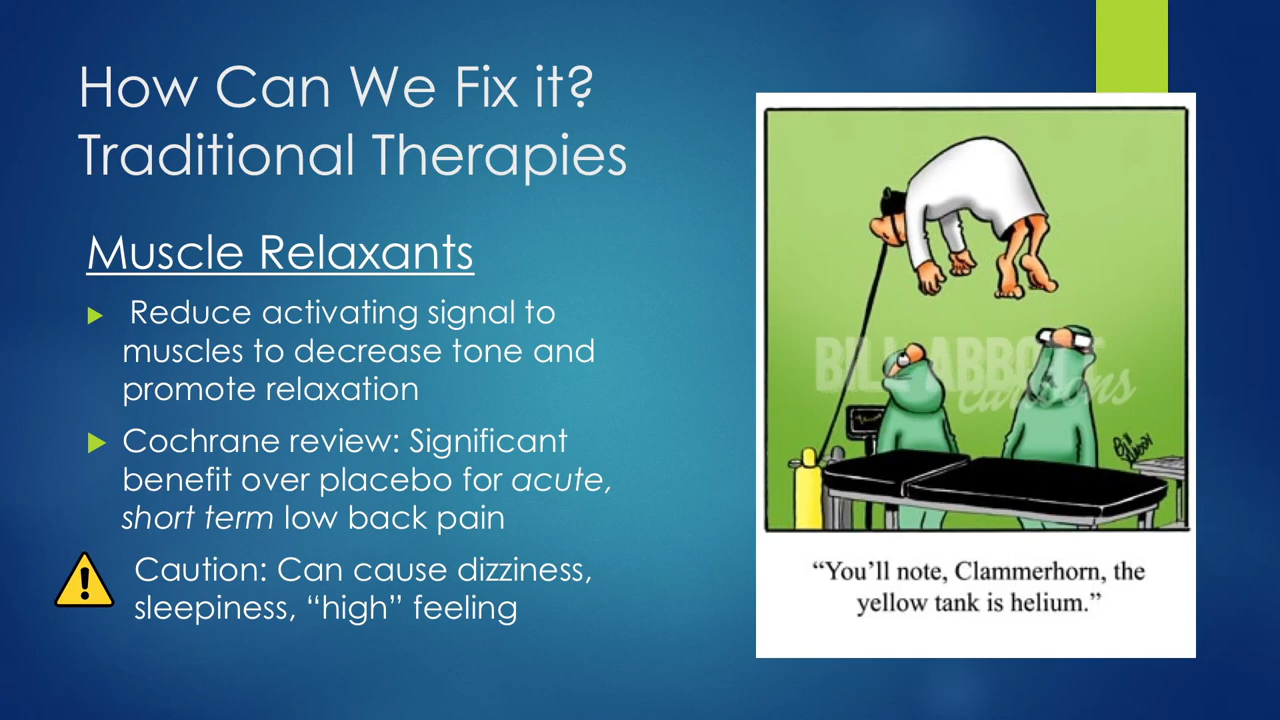 How Can We Fix it?
Traditional Therapies
Muscle Relaxants
Reduce activating signal to
muscles to decrease tone and
promote relaxation
Cochrane review: Significant
benefit over placebo for acute,
short term low back pain
Caution: Can cause dizziness,
sleepiness, “high” feeling
BILL ABBOTT
cartoons
“You’ll note, Clammerhorn, the
yellow tank is helium.”